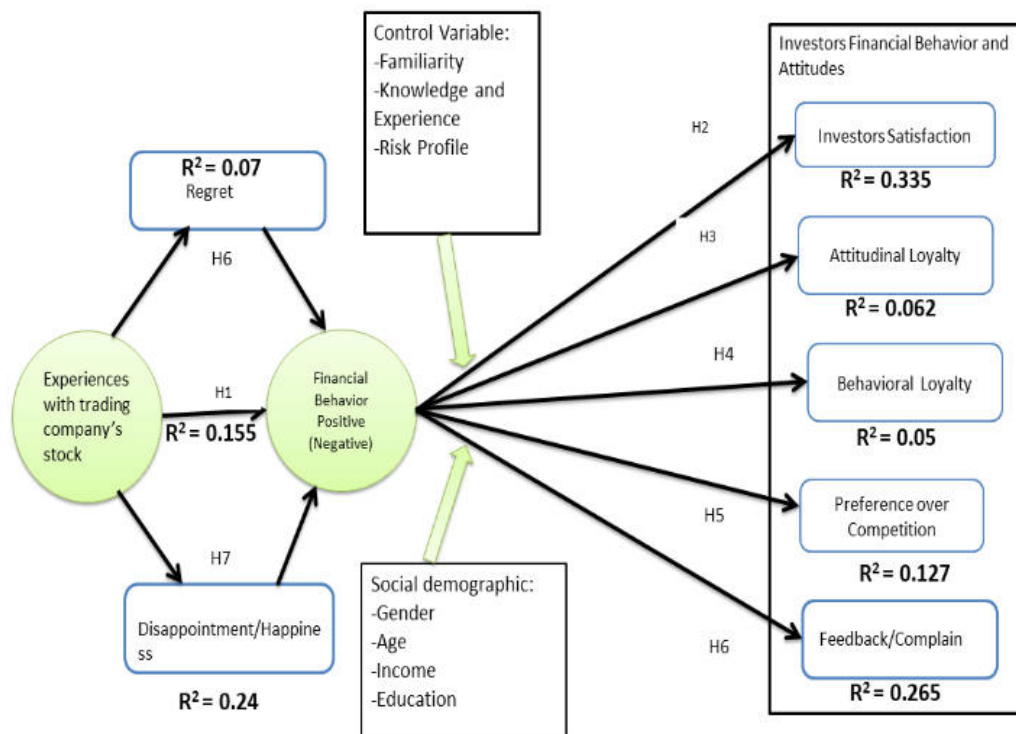 Control Variable:
-Familiarity
-Knowledge and
Experience
-Risk Profile
Investors Financial Behavior and
Attitudes
H2
Investors Satisfaction
R² = 0.335
R² = 0.07
Regret
H6
H3
Attitudinal Loyalty
R² = 0.062
Experiences
with trading
company's
stock
H1
R² = 0.155
Financial
Behavior
Positive
(Negative)
H4
Behavioral Loyalty
R² = 0.05
H7
H5
Preference over
Competition
R² = 0.127
Disappointment/Happine
ss
R² = 0.24
Social demographic:
-Gender
-Age
-Income
-Education
H6
Feedback/Complain
R² = 0.265